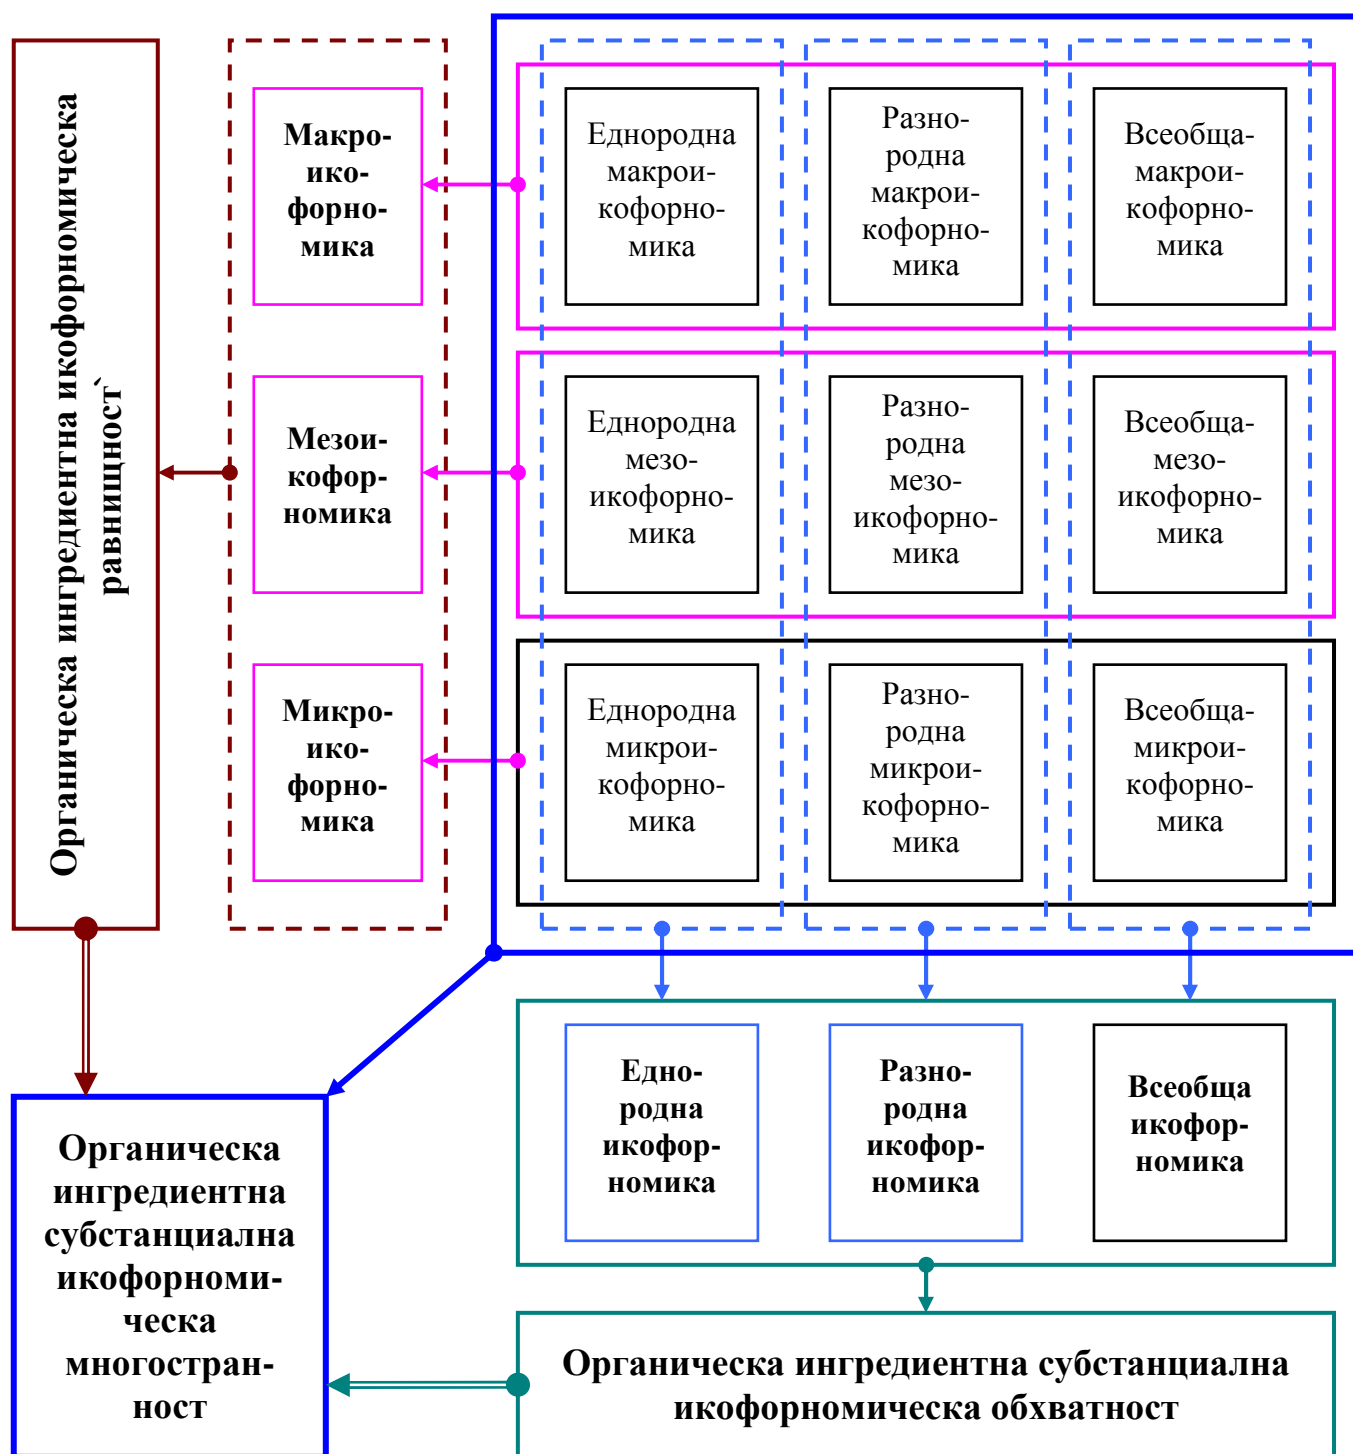 Органическа ингредиентна икофорномическа
равнищност`
Макро-
ико-
форно-
мика
Еднородна
макрои-
кофорно-
мика
Разно-
родна
макрои-
кофорно-
мика
Всеобща-
макрои-
кофорно-
мика
Мезои-
кофор-
номика
Еднородна
мезо-
икофорно-
мика
Разно-
родна
мезо-
икофорно-
мика
Всеобща-
мезо-
икофорно-
мика
Микро-
ико-
форно-
мика
Еднородна
микрои-
кофорно-
мика
Разно-
родна
микрои-
кофорно-
мика
Всеобща-
микрои-
кофорно-
мика
Едно-
родна
икофор-
номика
Разно-
родна
икофор-
номика
Всеобща
икофор-
номика
Органическа
ингредиентна
субстанциална
икофорноми-
ческа
многостран-
ност
Органическа ингредиентна субстанциална
икофорномическа обхватност